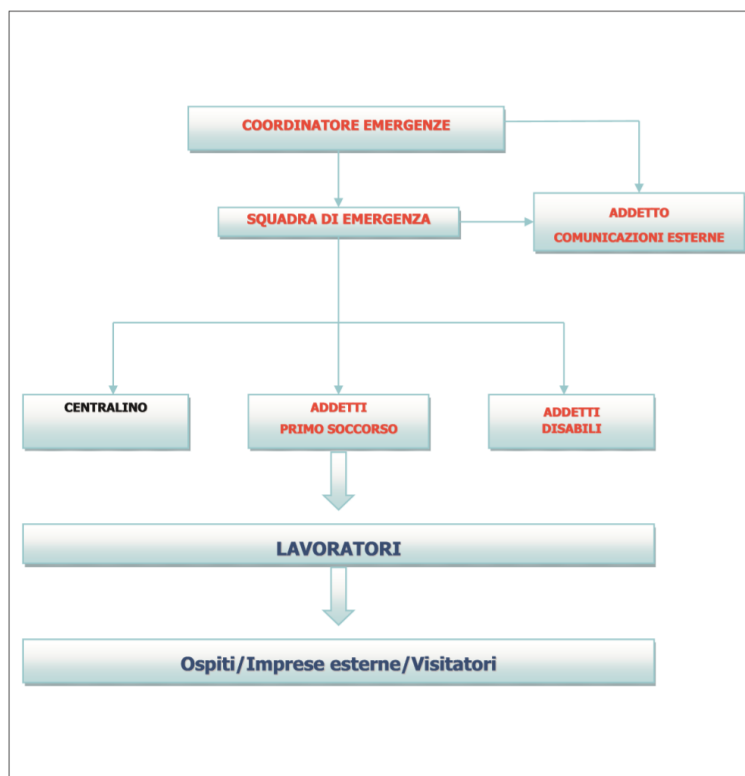 COORDINATORE EMERGENZE
SQUADRA DI EMERGENZA
ADDETTO
COMUNICAZIONI ESTERNE
CENTRALINO
ADDETTI
PRIMO SOCCORSO
ADDETTI
DISABILI
LAVORATORI
Ospiti/Imprese esterne/Visitatori